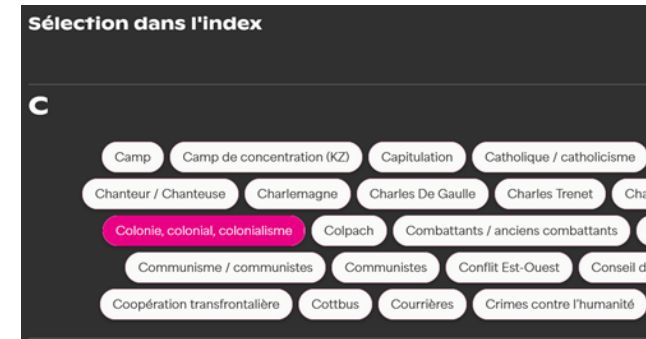 Sélection dans l'index
C
Camp Camp de concentration (KZ) Capitulation Catholique / catholicisme
Chanteur / Chanteuse Charlemagne Charles De Gaulle Charles Trenet Cha
Colonie, colonial, colonialisme Colpach Combattants / anciens combattants
Communisme / communistes Communistes Conflit Est-Ouest Conseil d
Coopération transfrontalière Cottbus Courrières Crimes contre l'humanité